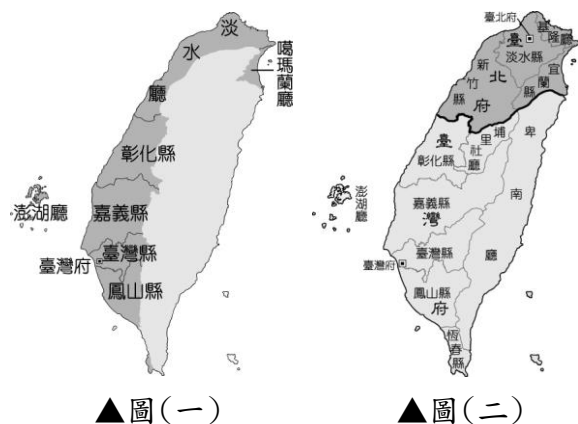 淡
水
廳
噶瑪蘭廳
彰化縣
澎湖廳
嘉義縣
臺灣府
臺灣縣
鳳山縣
▲圖(一)
臺北府
基隆廳
臺
北
府
淡水縣
宜蘭縣
新竹縣
臺
灣
府
彰化縣
埔里社廳
卑南廳
澎湖廳
嘉義縣
臺灣府
臺灣縣
鳳山縣
恆春縣
▲圖(二)